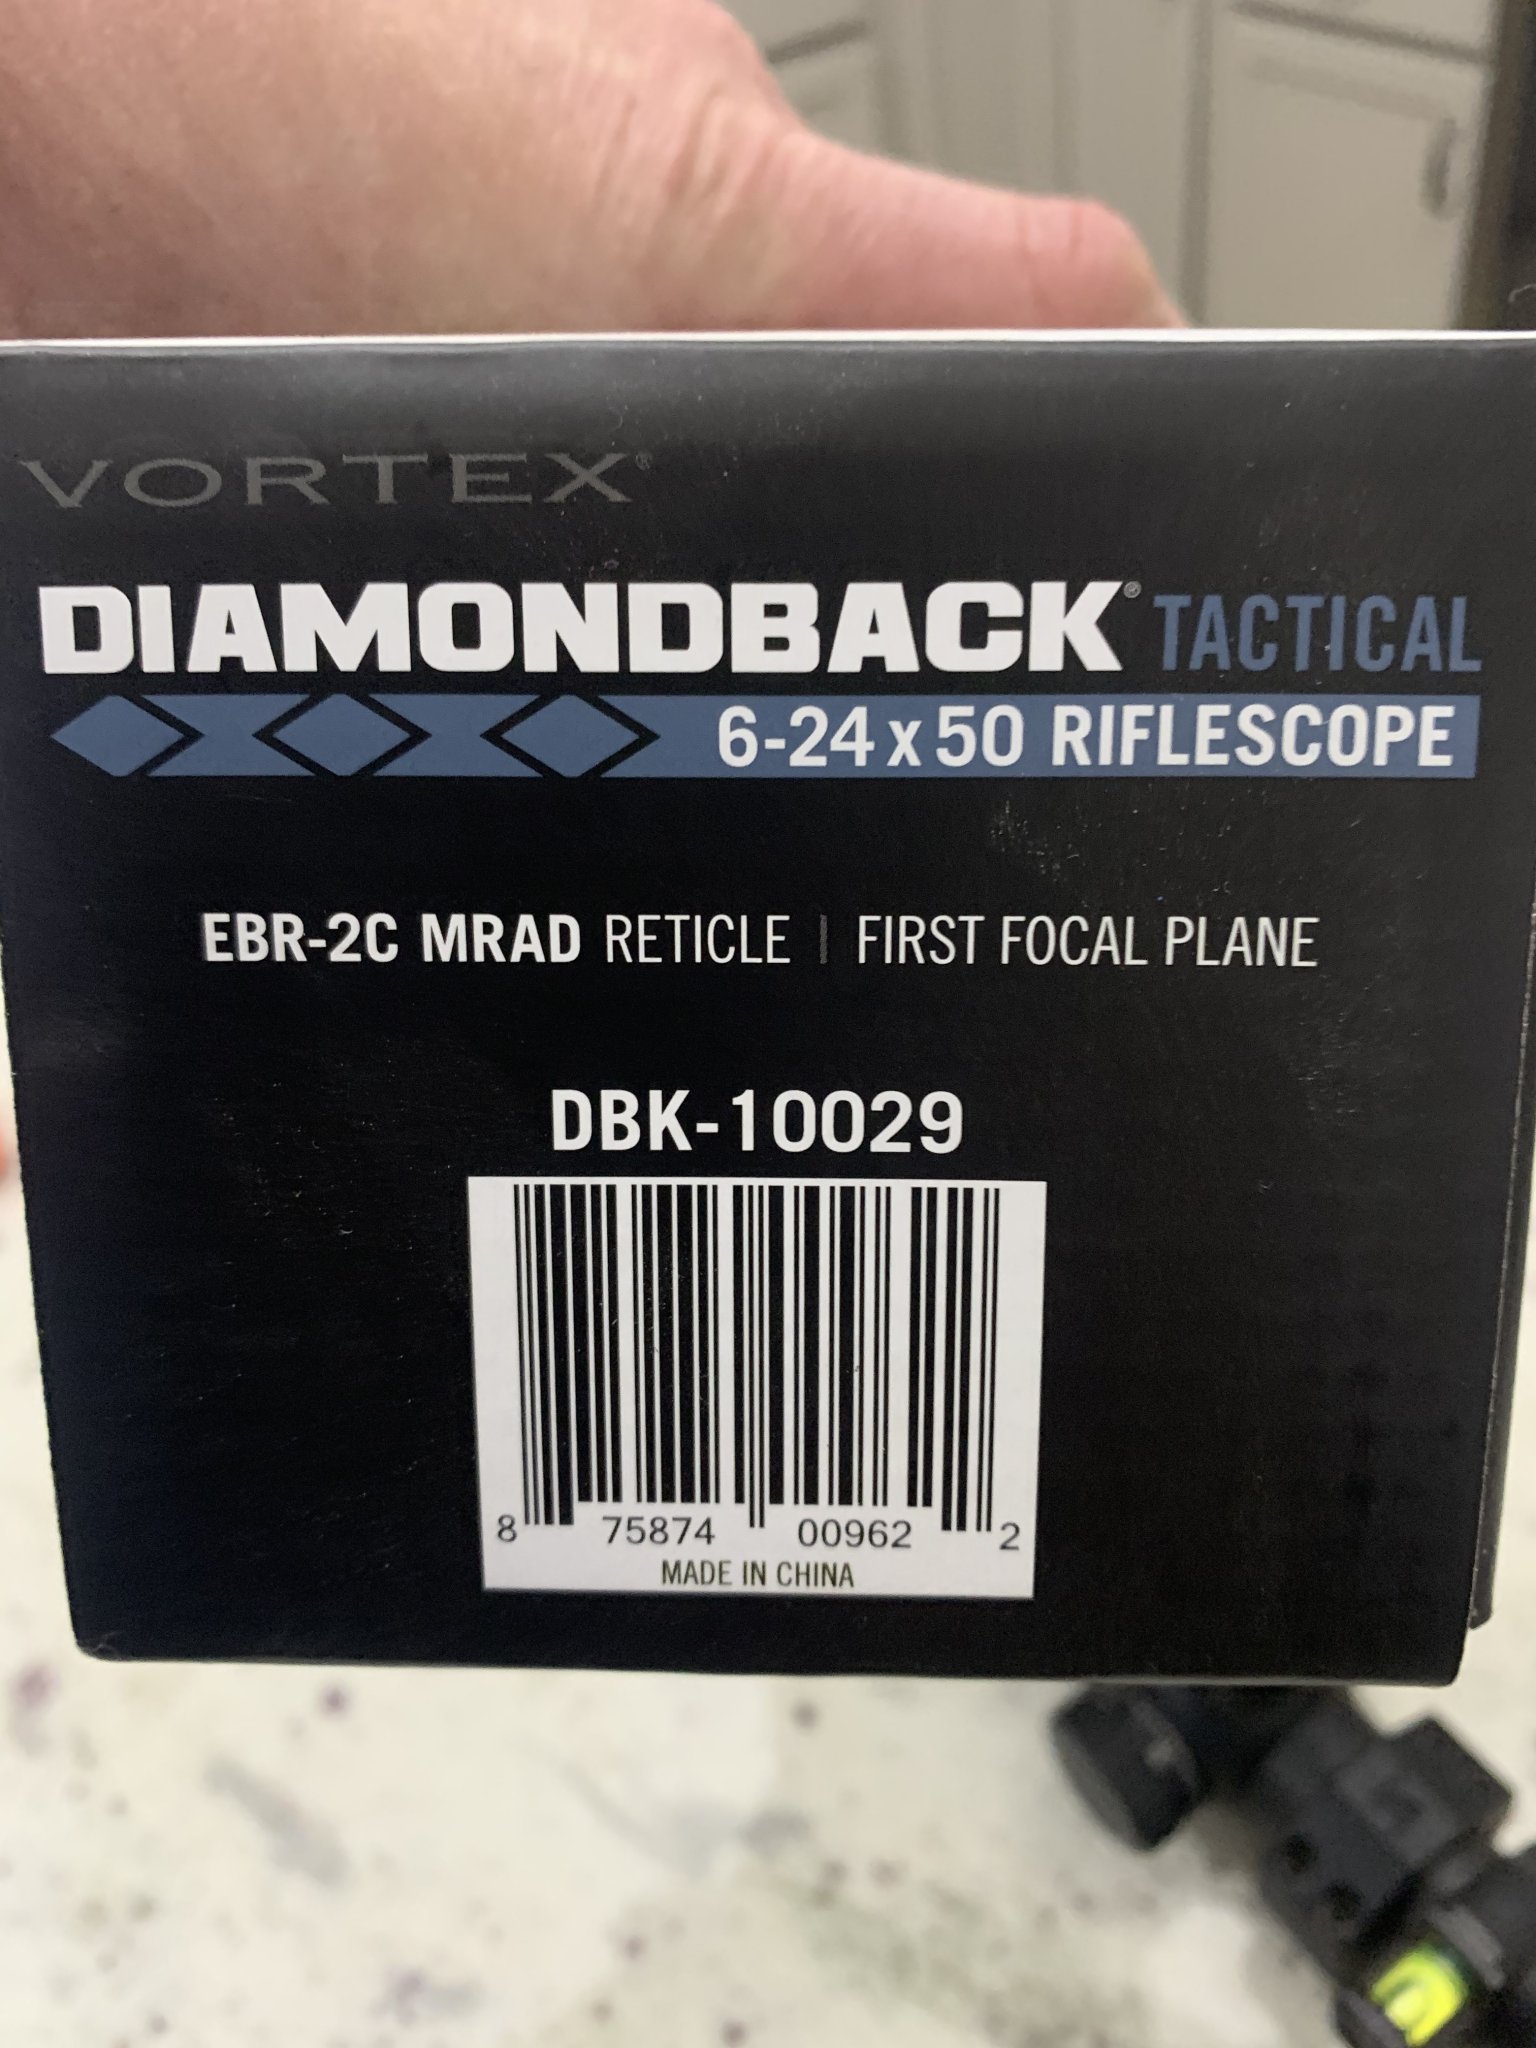 VORTEX®
DIAMONDBACK® TACTICAL
6-24 x 50 RIFLESCOPE
EBR-2C MRAD RETICLE | FIRST FOCAL PLANE
DBK-10029
8 75874 00962 2
MADE IN CHINA